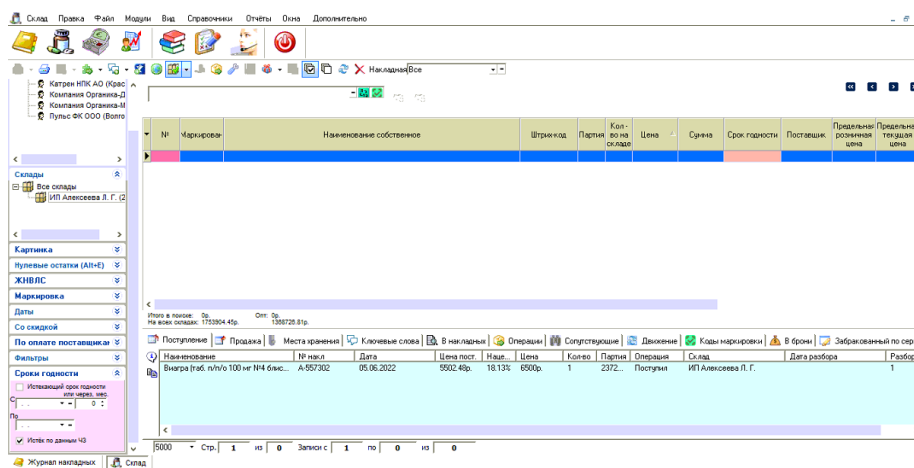 Склад Правка Файл Модули Вид Справочники Отчёты Окна Дополнительно
Накладная Все
Катрен НПК АО (Крас
Компания Органика-Д
Компания Органика-М
Пульс ФК ООО (Волго
№ Маркирован Наименование собственное Штрих-код Партия Кол-во на складе Цена Сумма Срок годности Поставщик Предельная розничная цена Предельна текущая цена
Склады
Все склады
ИП Алексеева Л. Г. (2
Картинка
Нулевые остатки (Alt+E)
ЖНВЛС
Маркировка
Даты
Со скидкой
По оплате поставщикам
Фильтры
Сроки годности
Истекающий срок годности
или через, мес.
С . . 0
По
. .
Истёк по данным ЧЗ
Итого в поиске: 0р. Опт: 0р.
На всех складах: 1753904.45р. 1368726.81р.
Поступление Продажа Места хранения Ключевые слова В накладных Операции Сопутствующие Движение Коды маркировки В брони Забракованный по сер
Наименование № накл Дата Цена пост. Наце... Цена Кол-во Партия Операция Склад Дата разбора Разбор
Виагра (таб. п/п/о 100 мг №4 блис... А-557302 05.06.2022 5502.48р. 18.13% 6500р. 1 2372... Поступил ИП Алексеева Л. Г. 1
5000 Стр. 1 из 0 Записи с 1 по 0 из 0
Журнал накладных Склад